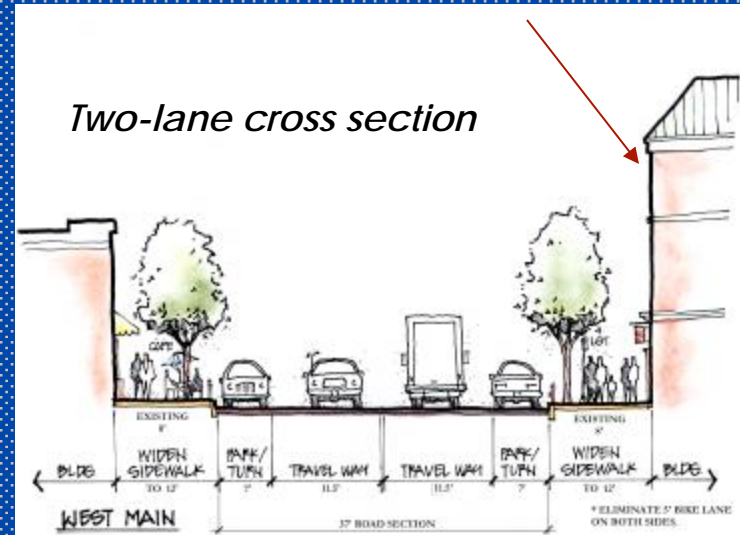 Two-lane cross section
CAFE
LOT
EXISTING
8'
EXISTING
8'
BLDG
WIDEN
SIDEWALK
TO 12'
PARK/
TURN
7'
TRAVEL WAY
11.5'
TRAVEL WAY
11.5'
PARK/
TURN
7'
WIDEN
SIDEWALK
TO 12'
BLDG
WEST MAIN
37' ROAD SECTION
* ELIMINATE 5' BIKE LANE
ON BOTH SIDES.